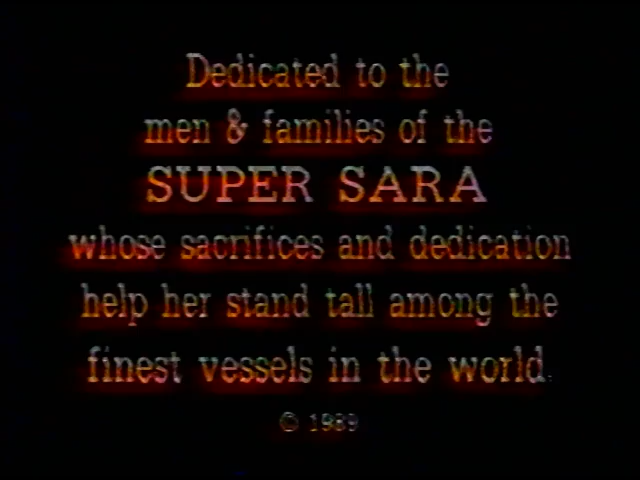 Dedicated to the
men & families of the
SUPER SARA
whose sacrifices and dedication
help her stand tall among the
finest vessels in the world.
© 1989